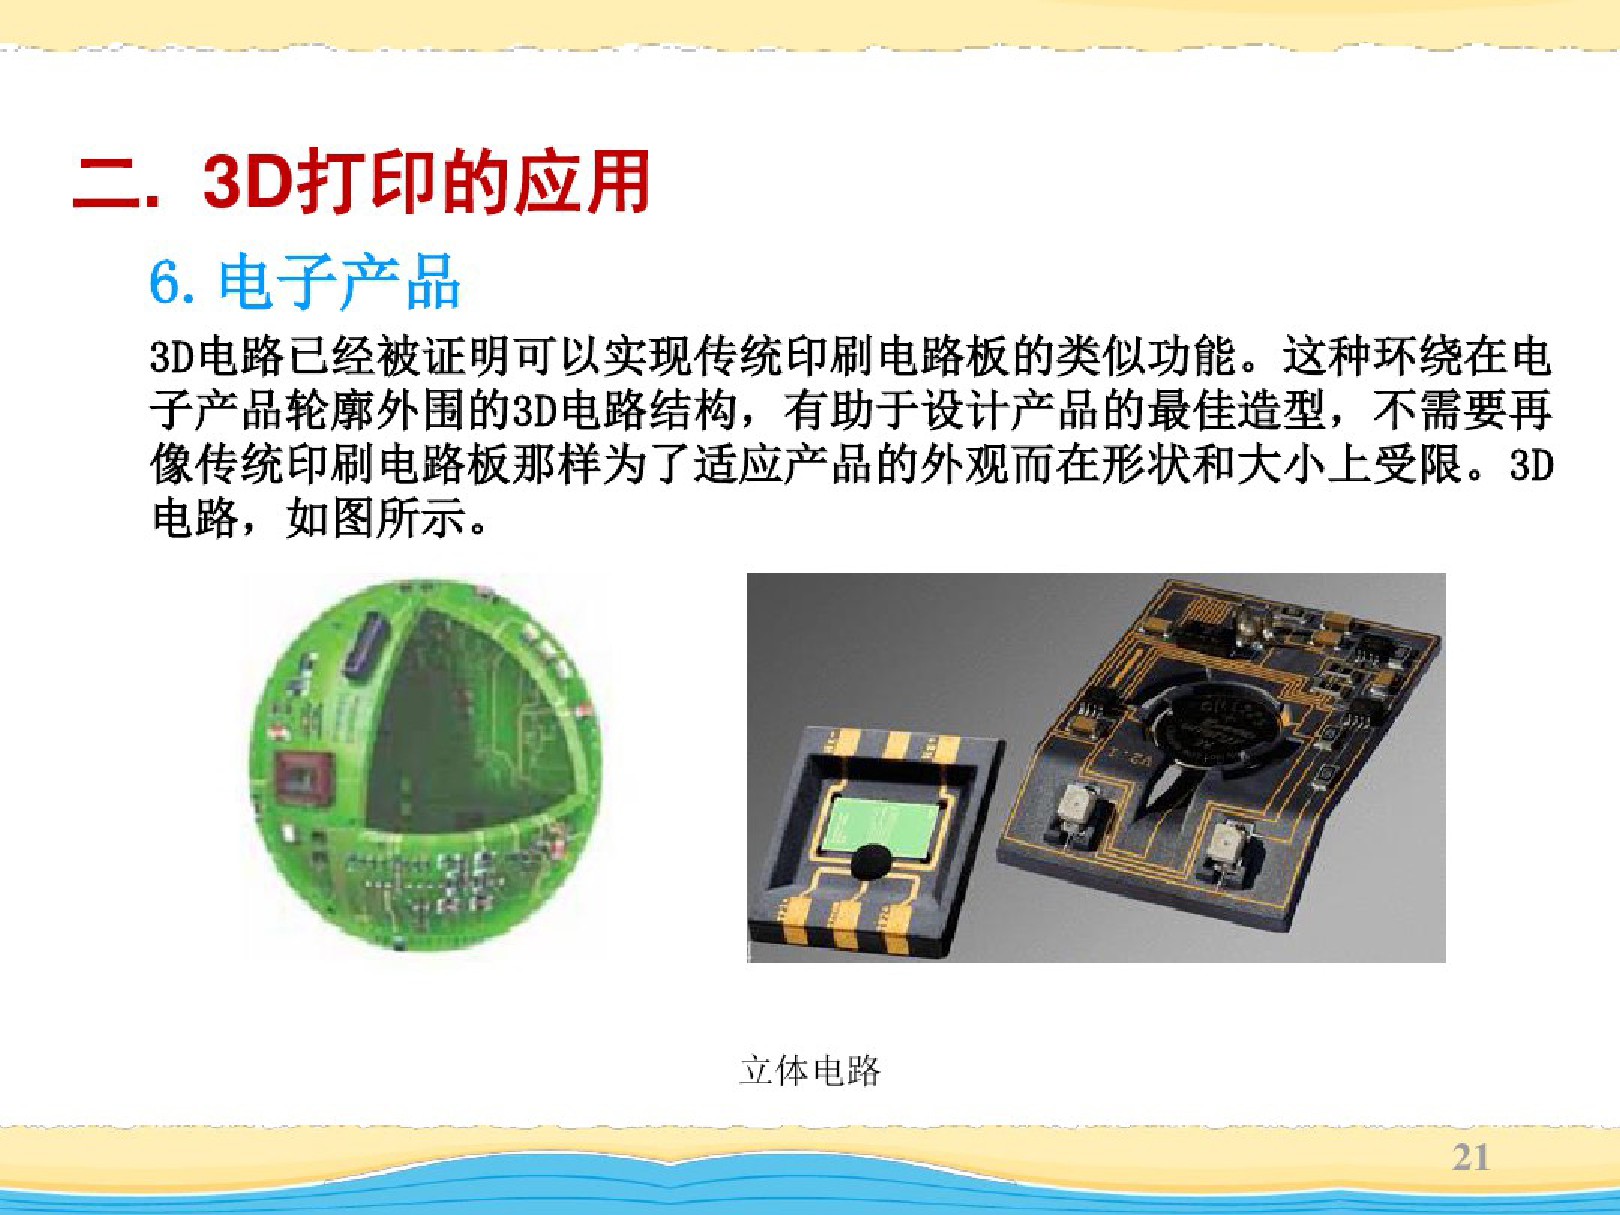 二. 3D打印的应用
6. 电子产品
3D电路已经被证明可以实现传统印刷电路板的类似功能。这种环绕在电
子产品轮廓外围的3D电路结构，有助于设计产品的最佳造型，不需要再
像传统印刷电路板那样为了适应产品的外观而在形状和大小上受限。3D
电路，如图所示。
立体电路
21